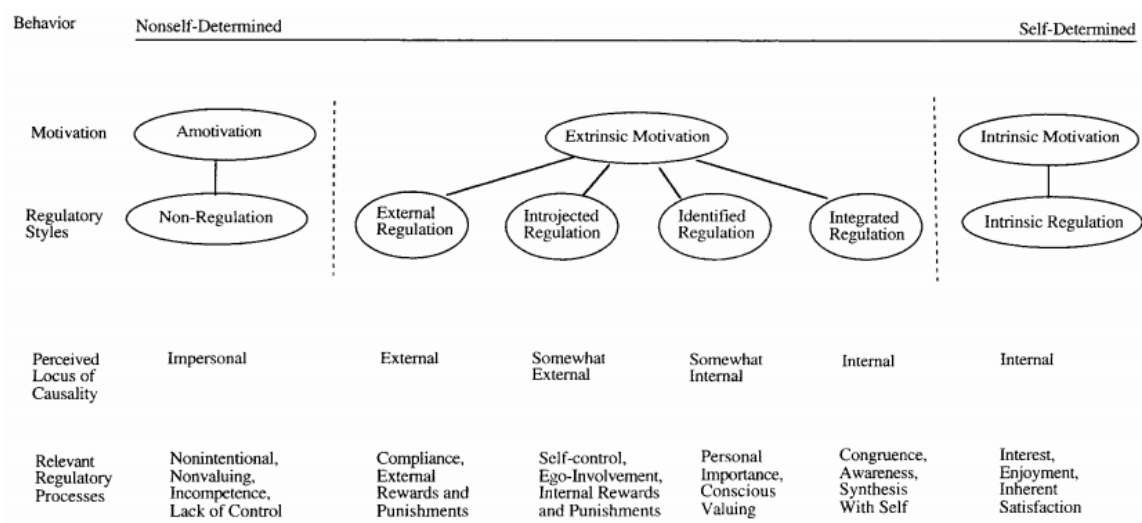 Behavior Nonself-Determined Self-Determined
Motivation Amotivation Extrinsic Motivation Intrinsic Motivation
Regulatory
Styles
Non-Regulation
External
Regulation
Introjected
Regulation
Identified
Regulation
Integrated
Regulation
Intrinsic Regulation
Perceived
Locus of
Causality
Impersonal
External
Somewhat
External
Somewhat
Internal
Internal
Internal
Relevant
Regulatory
Processes
Nonintentional,
Nonvaluing,
Incompetence,
Lack of Control
Compliance,
External
Rewards and
Punishments
Self-control,
Ego-Involvement,
Internal Rewards
and Punishments
Personal
Importance,
Conscious
Valuing
Congruence,
Awareness,
Synthesis
With Self
Interest,
Enjoyment,
Inherent
Satisfaction